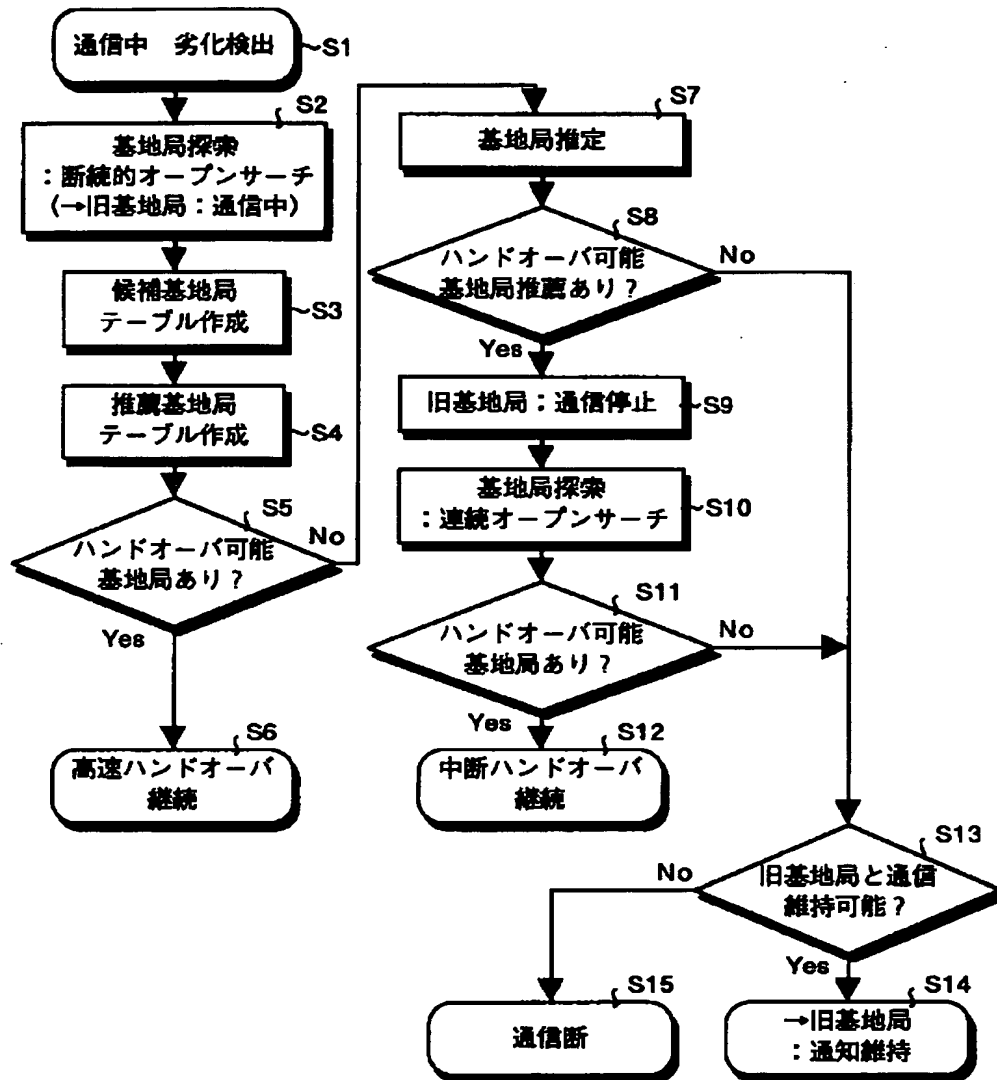 通信中 劣化検出
S1
S2
基地局探索
：断続的オープンサーチ
（→旧基地局：通信中）
候補基地局
テーブル作成
S3
推薦基地局
テーブル作成
S4
S5
ハンドオーバ可能
基地局あり？
No
Yes
S6
高速ハンドオーバ
継続
S7
基地局推定
S8
ハンドオーバ可能
基地局推薦あり？
No
Yes
旧基地局：通信停止
S9
基地局探索
：連続オープンサーチ
S10
S11
ハンドオーバ可能
基地局あり？
No
Yes
S12
中断ハンドオーバ
継続
S13
旧基地局と通信
維持可能？
No
Yes
S15
通信断
S14
→旧基地局
：通知維持